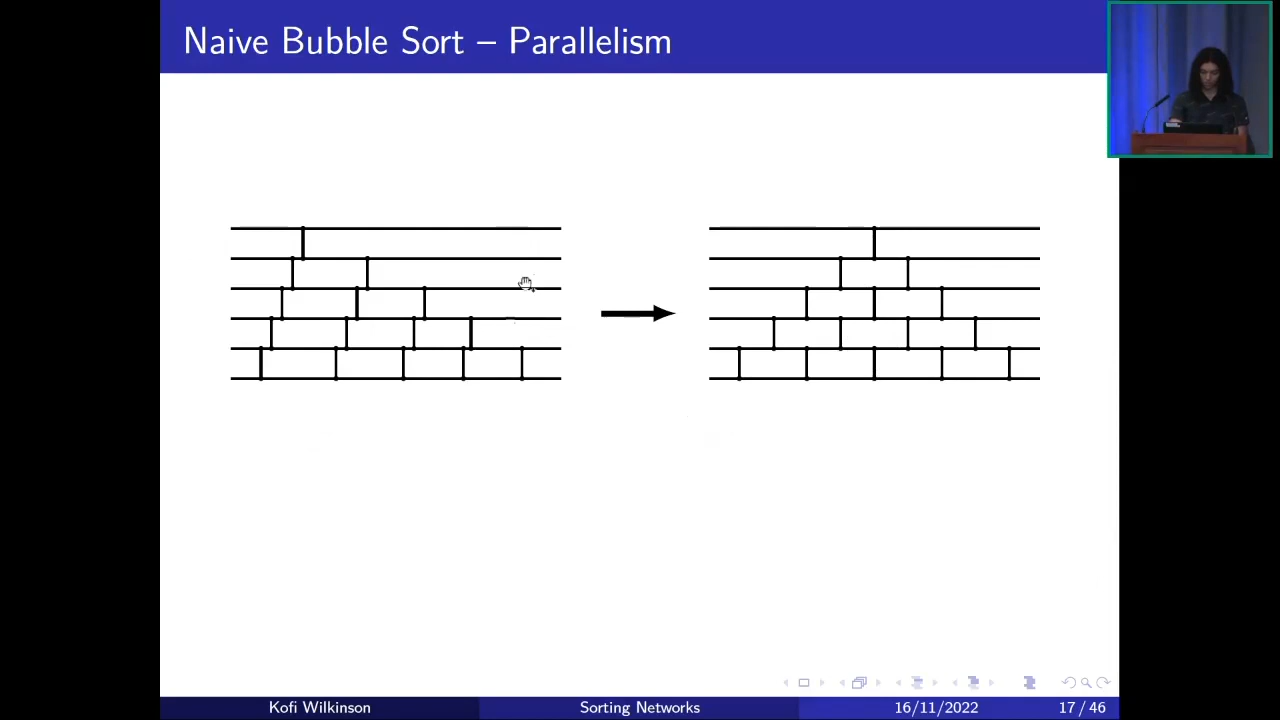 Naive Bubble Sort – Parallelism
Kofi Wilkinson
Sorting Networks
16/11/2022
17 / 46